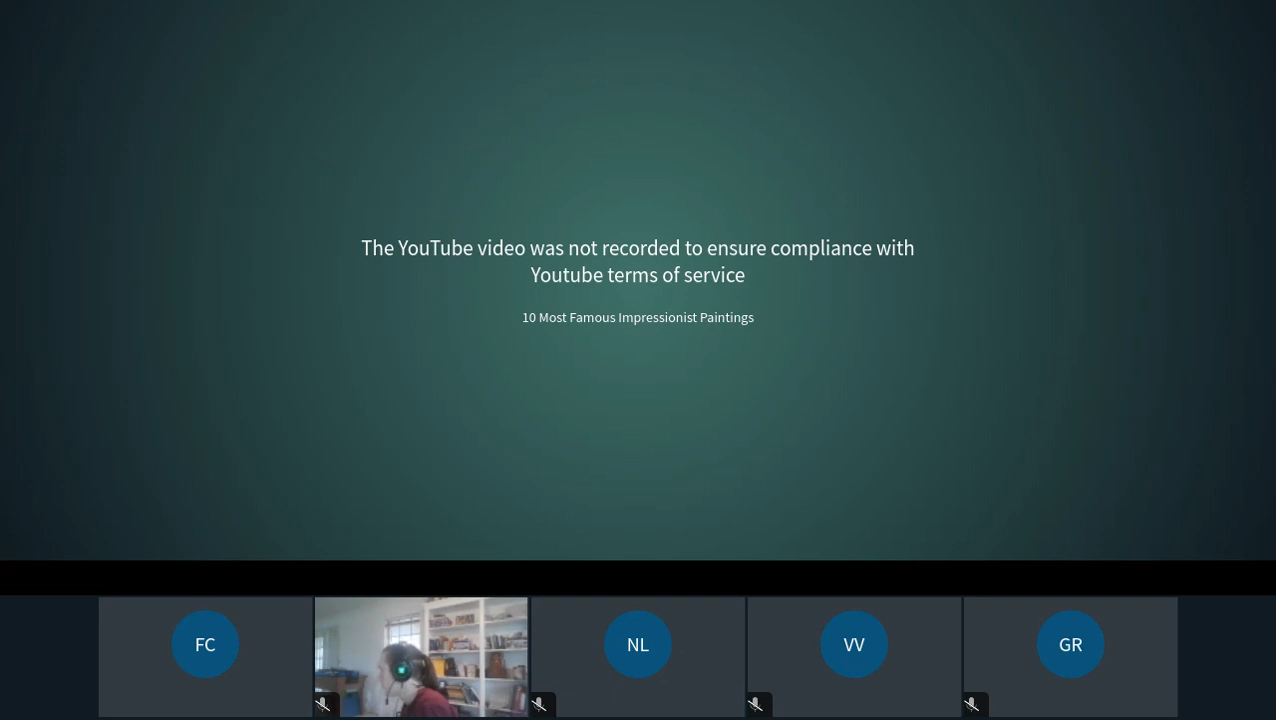 The YouTube video was not recorded to ensure compliance with
Youtube terms of service
10 Most Famous Impressionist Paintings
FC
NL
VV
GR